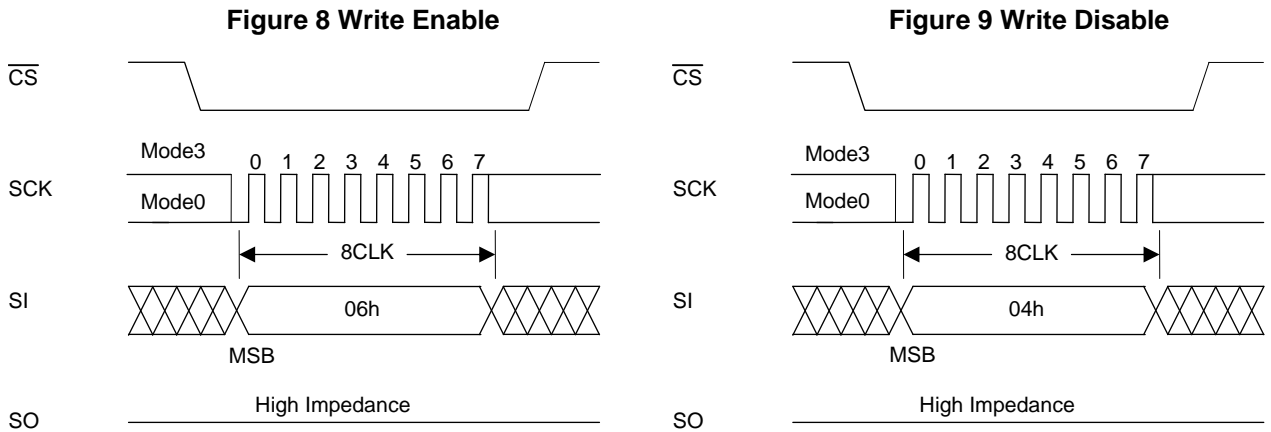 Figure 8 Write Enable
CS
Mode3
0 1 2 3 4 5 6 7
SCK
Mode0
8CLK
SI
06h
MSB
High Impedance
SO
Figure 9 Write Disable
CS
Mode3
0 1 2 3 4 5 6 7
SCK
Mode0
8CLK
SI
04h
MSB
High Impedance
SO